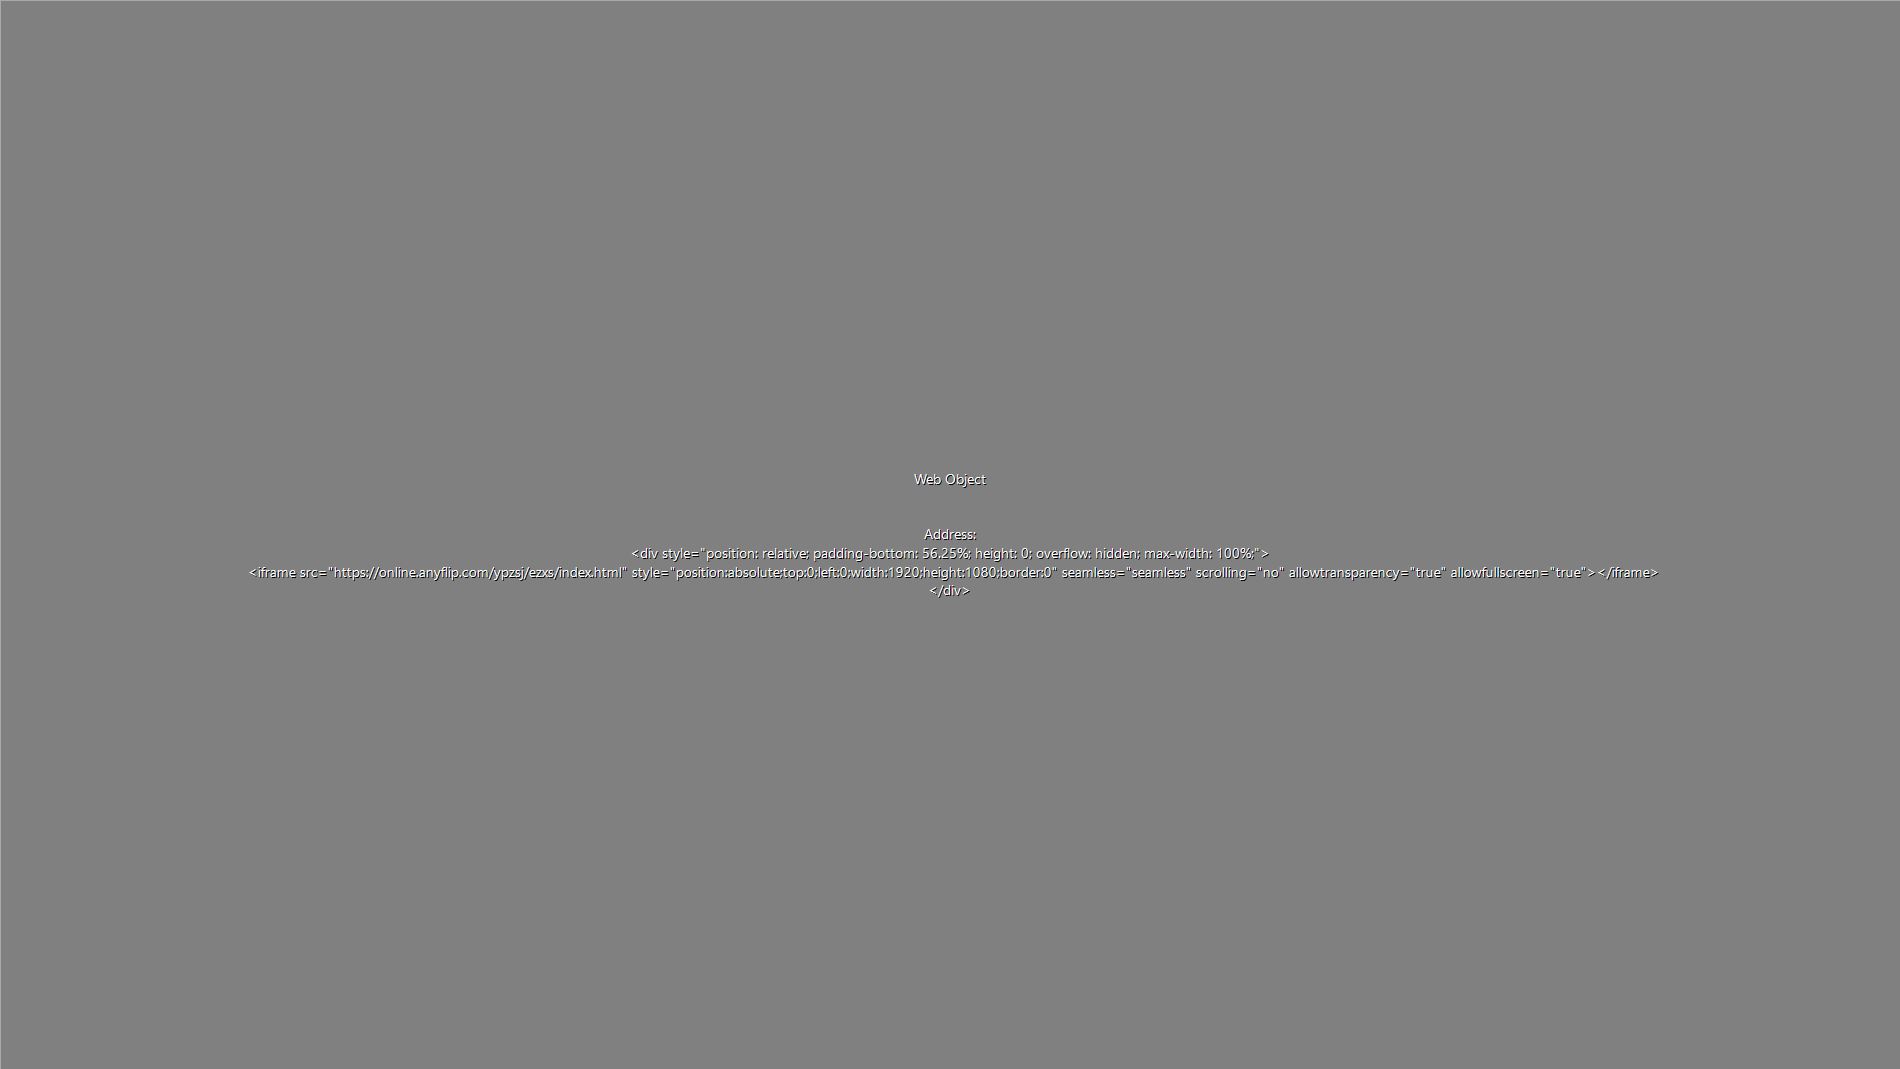 Web Object
Address:
<div style="position: relative; padding-bottom: 56.25%; height: 0; overflow: hidden; max-width: 100%;">
<iframe src="https://online.anyflip.com/ypzsj/ezxs/index.html" style="position:absolute;top:0;left:0;width:1920;height:1080;border:0" seamless="seamless" scrolling="no" allowtransparency="true" allowfullscreen="true"></iframe>
</div>